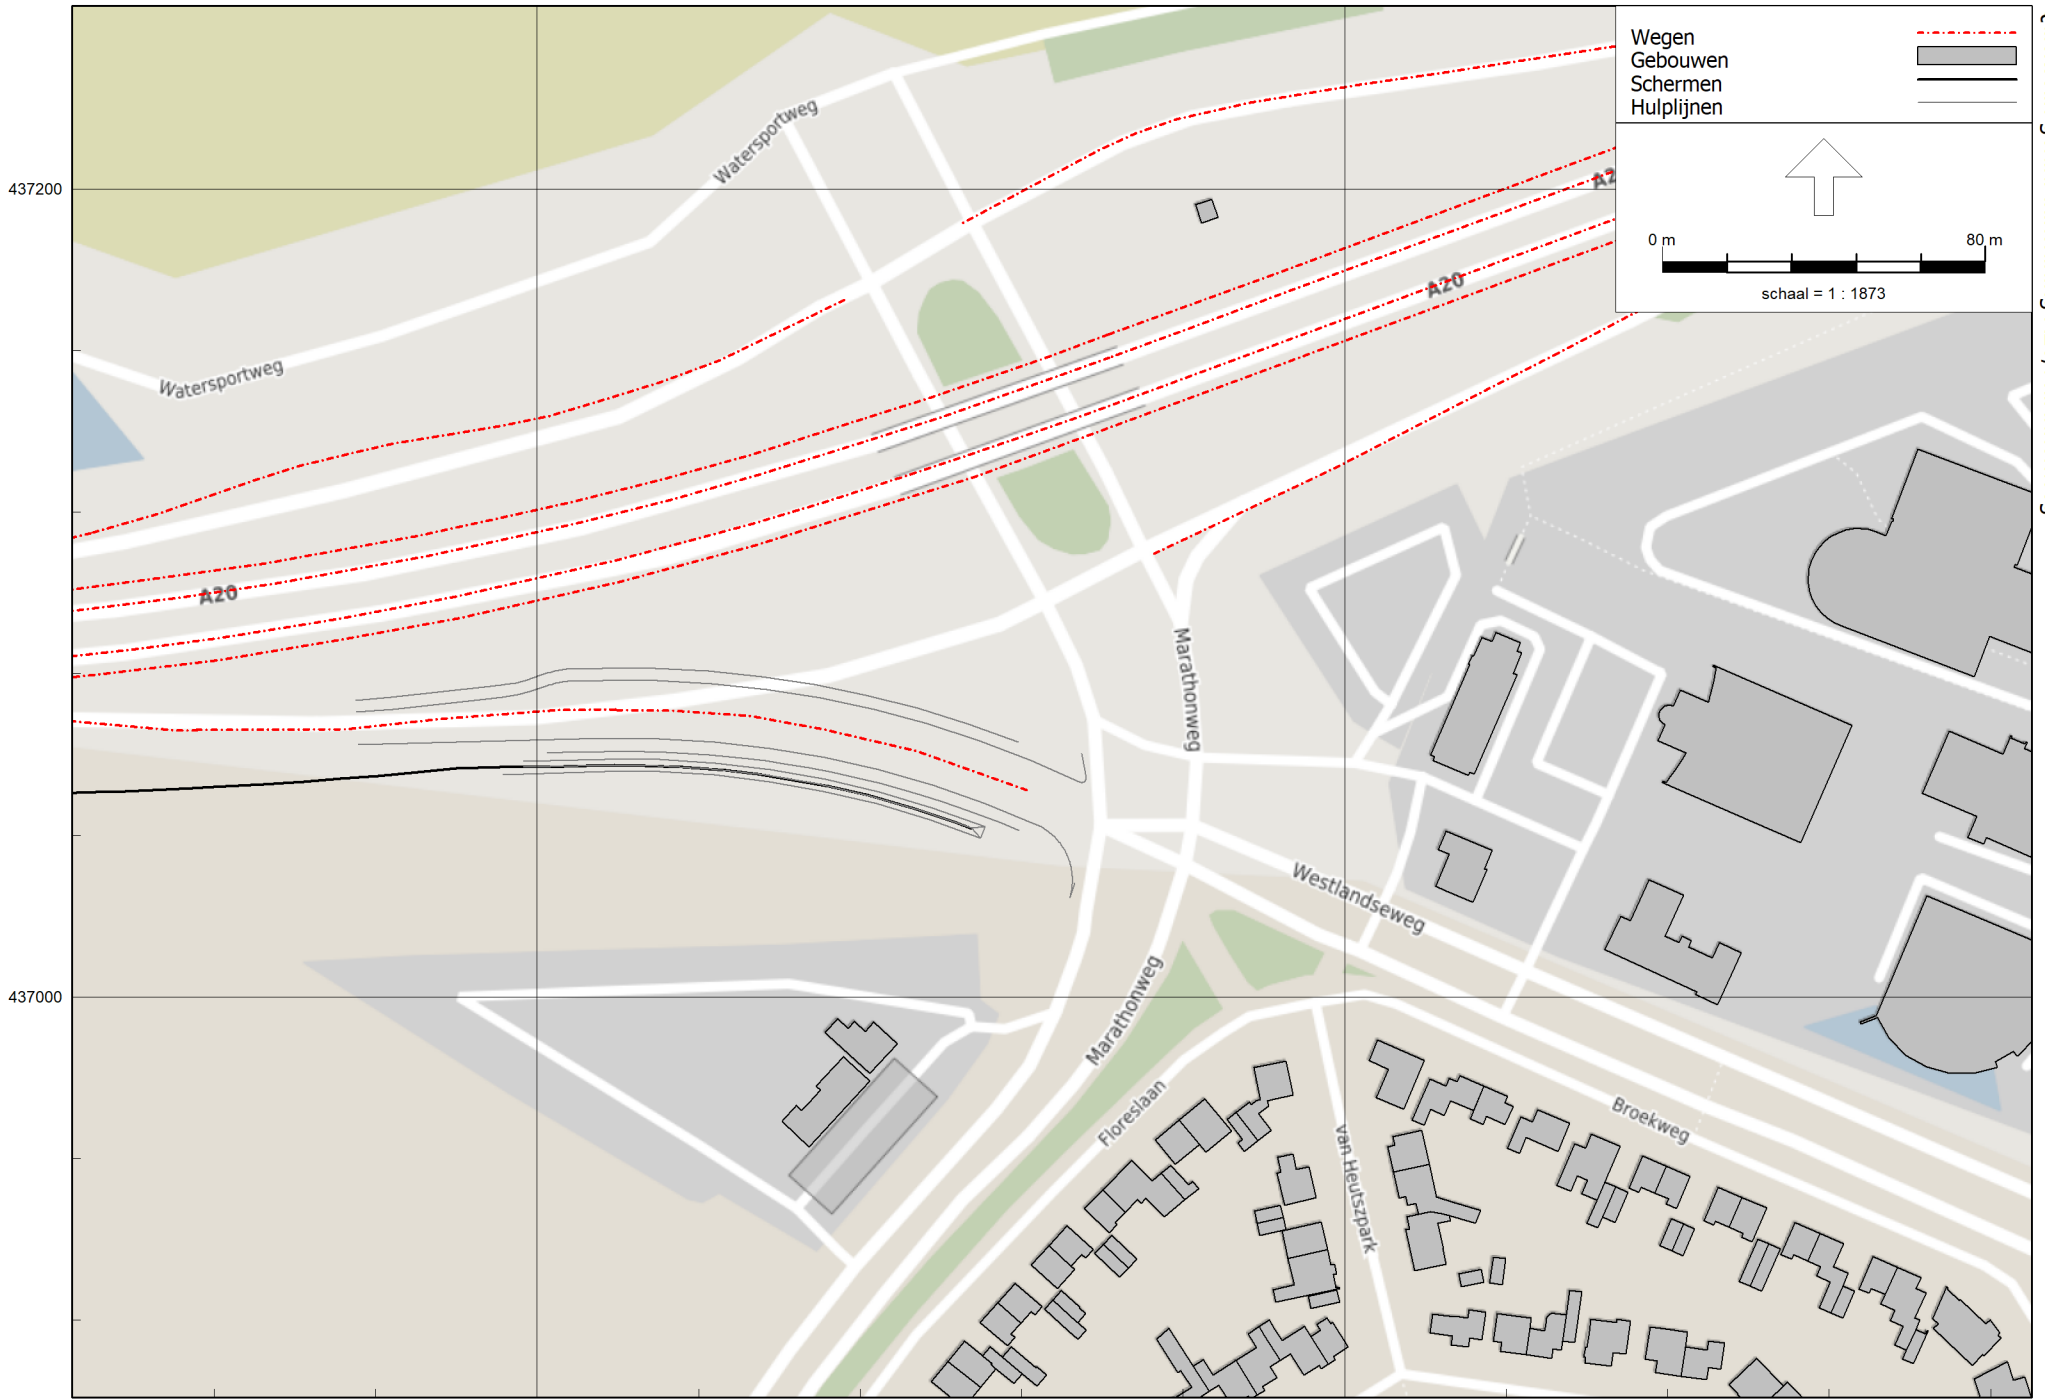 Wegen
Gebouwen
Schermen
Hulplijnen
0 m 80 m
schaal = 1 : 1873
437200
437000
Watersportweg
Watersportweg
A20
A20
Marathonweg
Marathonweg
Westlandseweg
Floreslaan
van Heutszpark
Broekweg